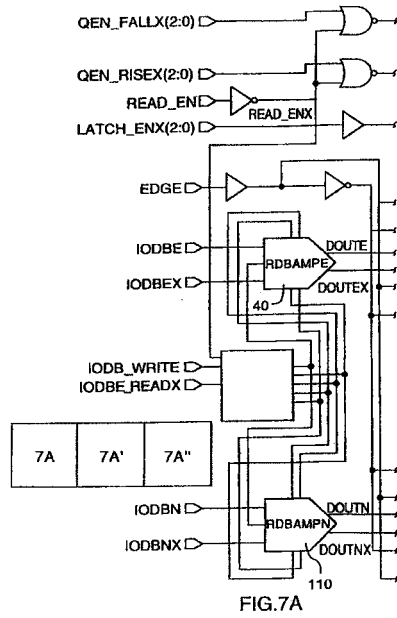 QEN_FALLX(2:0)
QEN_RISEX(2:0)
READ_EN
READ_ENX
LATCH_ENX(2:0)
EDGE
IODBE
DOUTE
RDBAMPE
IODBEX
DOUTEX
40
IODB_WRITE
IODBE_READX
7A 7A' 7A"
IODBN
DOUTN
RDBAMPN
IODBNX
DOUTNX
110
FIG.7A